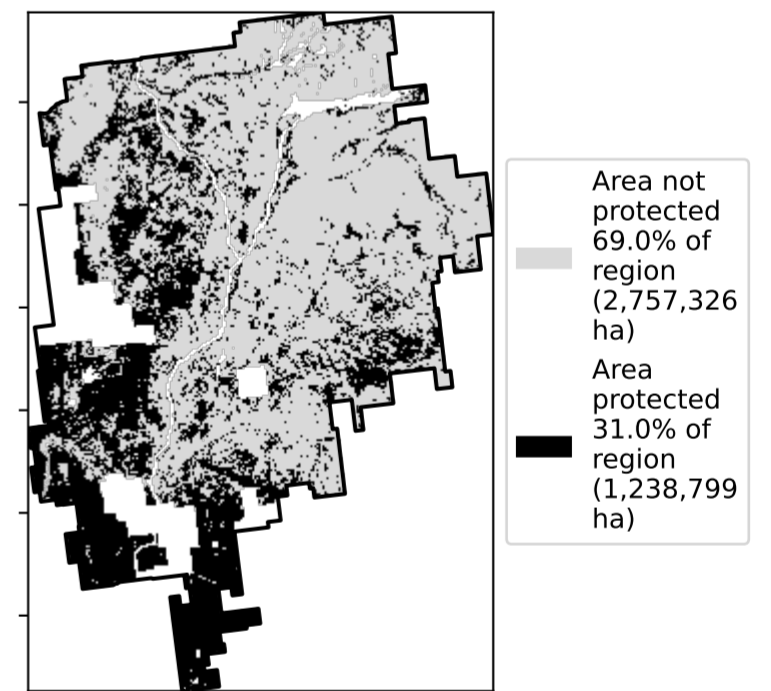 Area not
protected
69.0% of
region
(2,757,326
ha)
Area
protected
31.0% of
region
(1,238,799
ha)